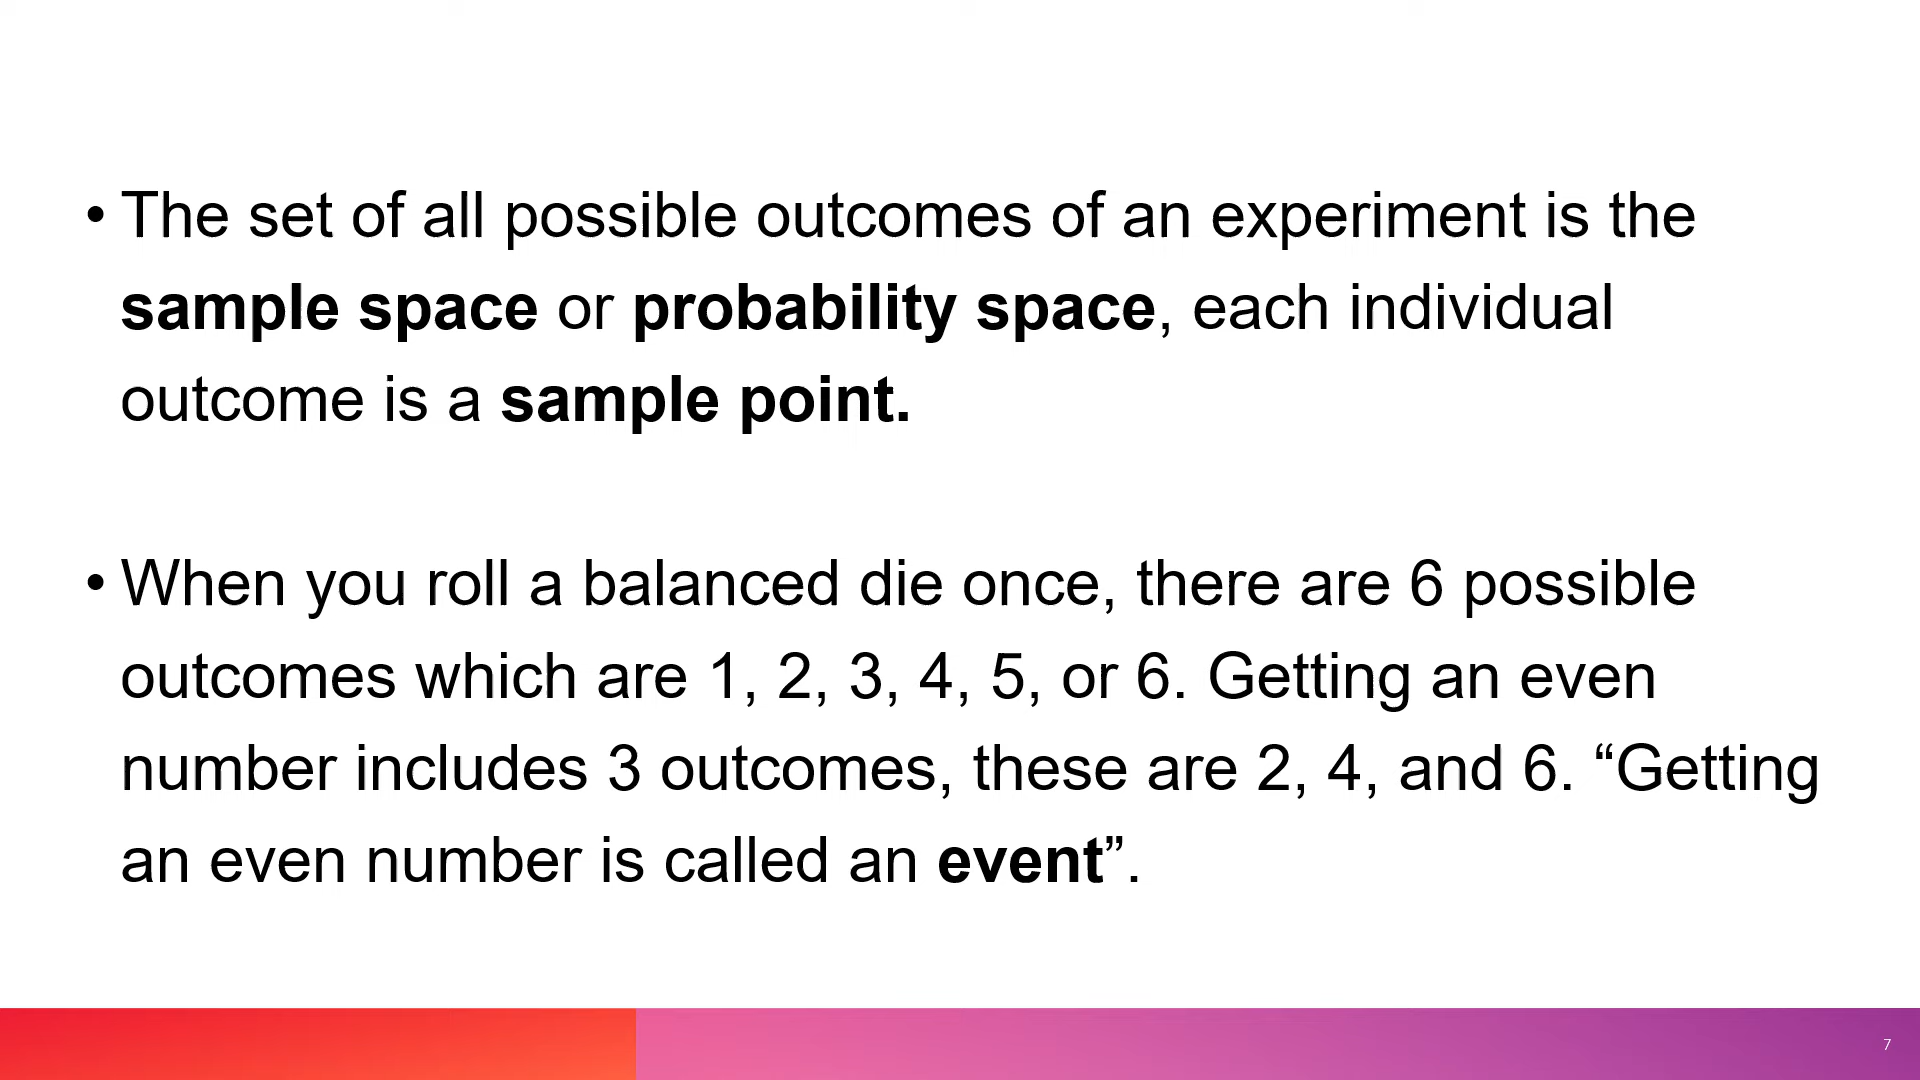 • The set of all possible outcomes of an experiment is the
sample space or probability space, each individual
outcome is a sample point.
• When you roll a balanced die once, there are 6 possible
outcomes which are 1, 2, 3, 4, 5, or 6. Getting an even
number includes 3 outcomes, these are 2, 4, and 6. “Getting
an even number is called an event”.
7